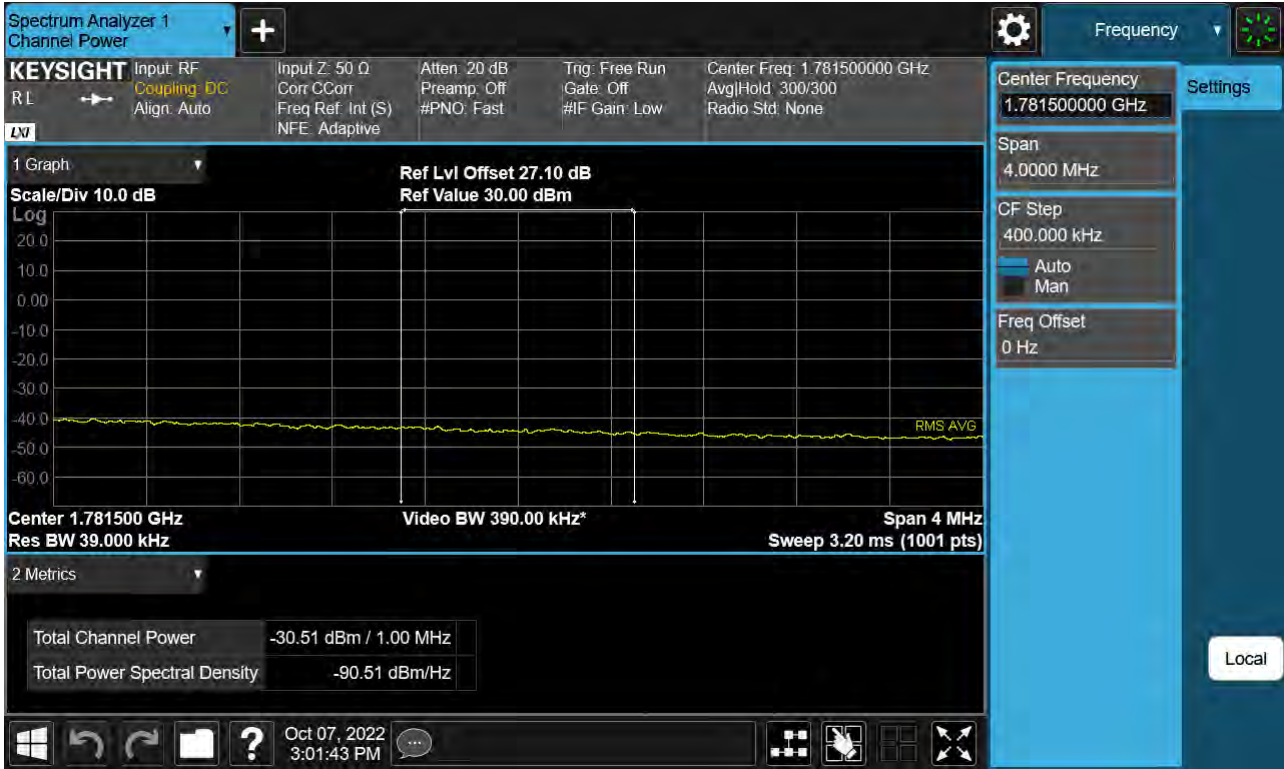 Spectrum Analyzer 1
Channel Power
Frequency
KEYSIGHT
R L
LXI
Input: RF
Coupling: DC
Align: Auto
Input Z: 50 Ω
Corr CCorr
Freq Ref: Int (S)
NFE: Adaptive
Atten: 20 dB
Preamp: Off
#PNO: Fast
Trig: Free Run
Gate: Off
#IF Gain: Low
Center Freq: 1.781500000 GHz
Avg|Hold: 300/300
Radio Std: None
Center Frequency
1.781500000 GHz
Settings
Span
4.0000 MHz
CF Step
400.000 kHz
Auto
Man
Freq Offset
0 Hz
Local
1 Graph
Scale/Div 10.0 dB
Ref Lvl Offset 27.10 dB
Ref Value 30.00 dBm
Log
20.0
10.0
0.00
-10.0
-20.0
-30.0
-40.0
-50.0
-60.0
RMS AVG
Center 1.781500 GHz
Res BW 39.000 kHz
Video BW 390.00 kHz*
Span 4 MHz
Sweep 3.20 ms (1001 pts)
2 Metrics
Total Channel Power -30.51 dBm / 1.00 MHz
Total Power Spectral Density -90.51 dBm/Hz
Oct 07, 2022
3:01:43 PM